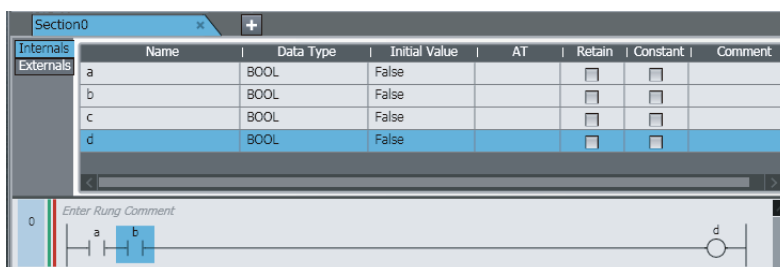 Section0 × +
Internals
Externals
Name Data Type Initial Value AT Retain Constant Comment
a BOOL False
b BOOL False
c BOOL False
d BOOL False
0 Enter Rung Comment
a b d